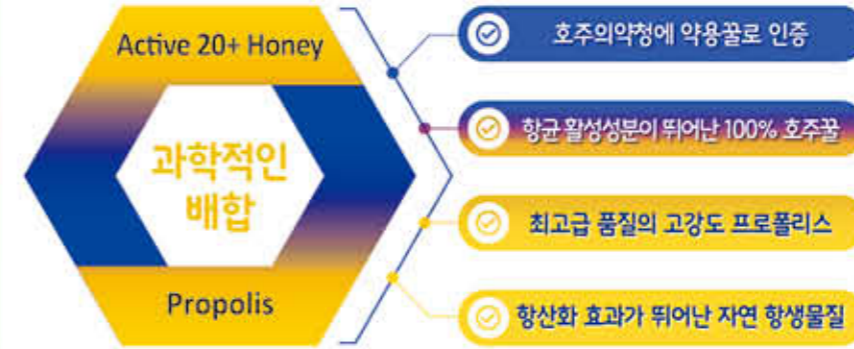 Active 20+ Honey
과학적인
배합
Propolis
호주의약청에 약용꿀로 인증
항균 활성성분이 뛰어난 100% 호주꿀
최고급 품질의 고강도 프로폴리스
항산화 효과가 뛰어난 자연 항생물질